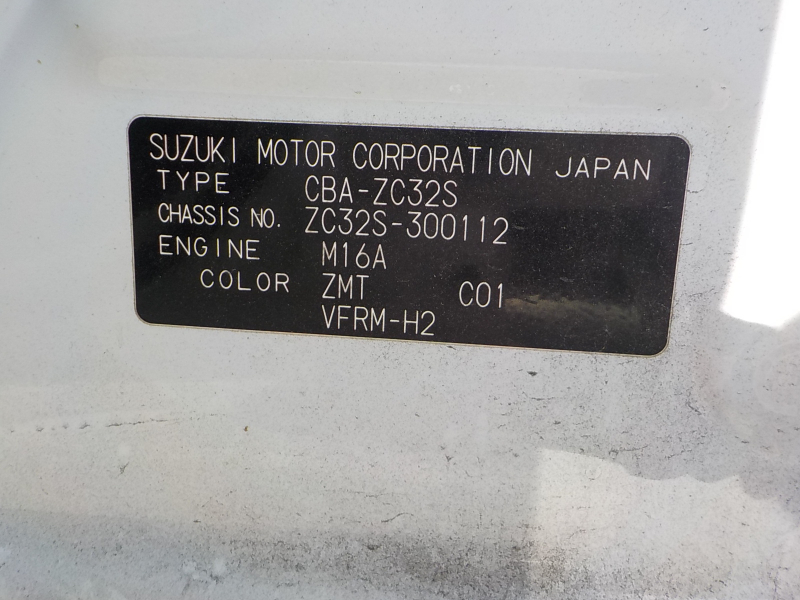 SUZUKI MOTOR CORPORATION JAPAN
TYPE CBA-ZC32S
CHASSIS NO. ZC32S-300112
ENGINE M16A
COLOR ZMT C01
VFRM-H2